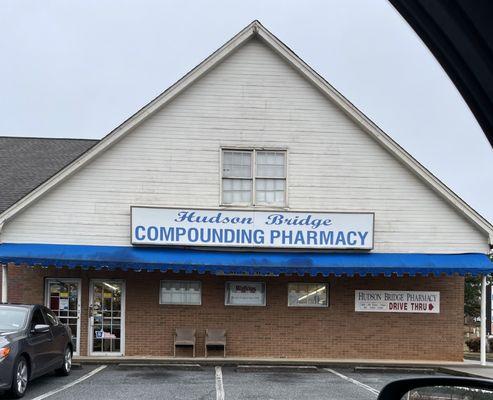 Hudson Bridge
COMPOUNDING PHARMACY
HUDSON BRIDGE PHARMACY
DRIVE THRU